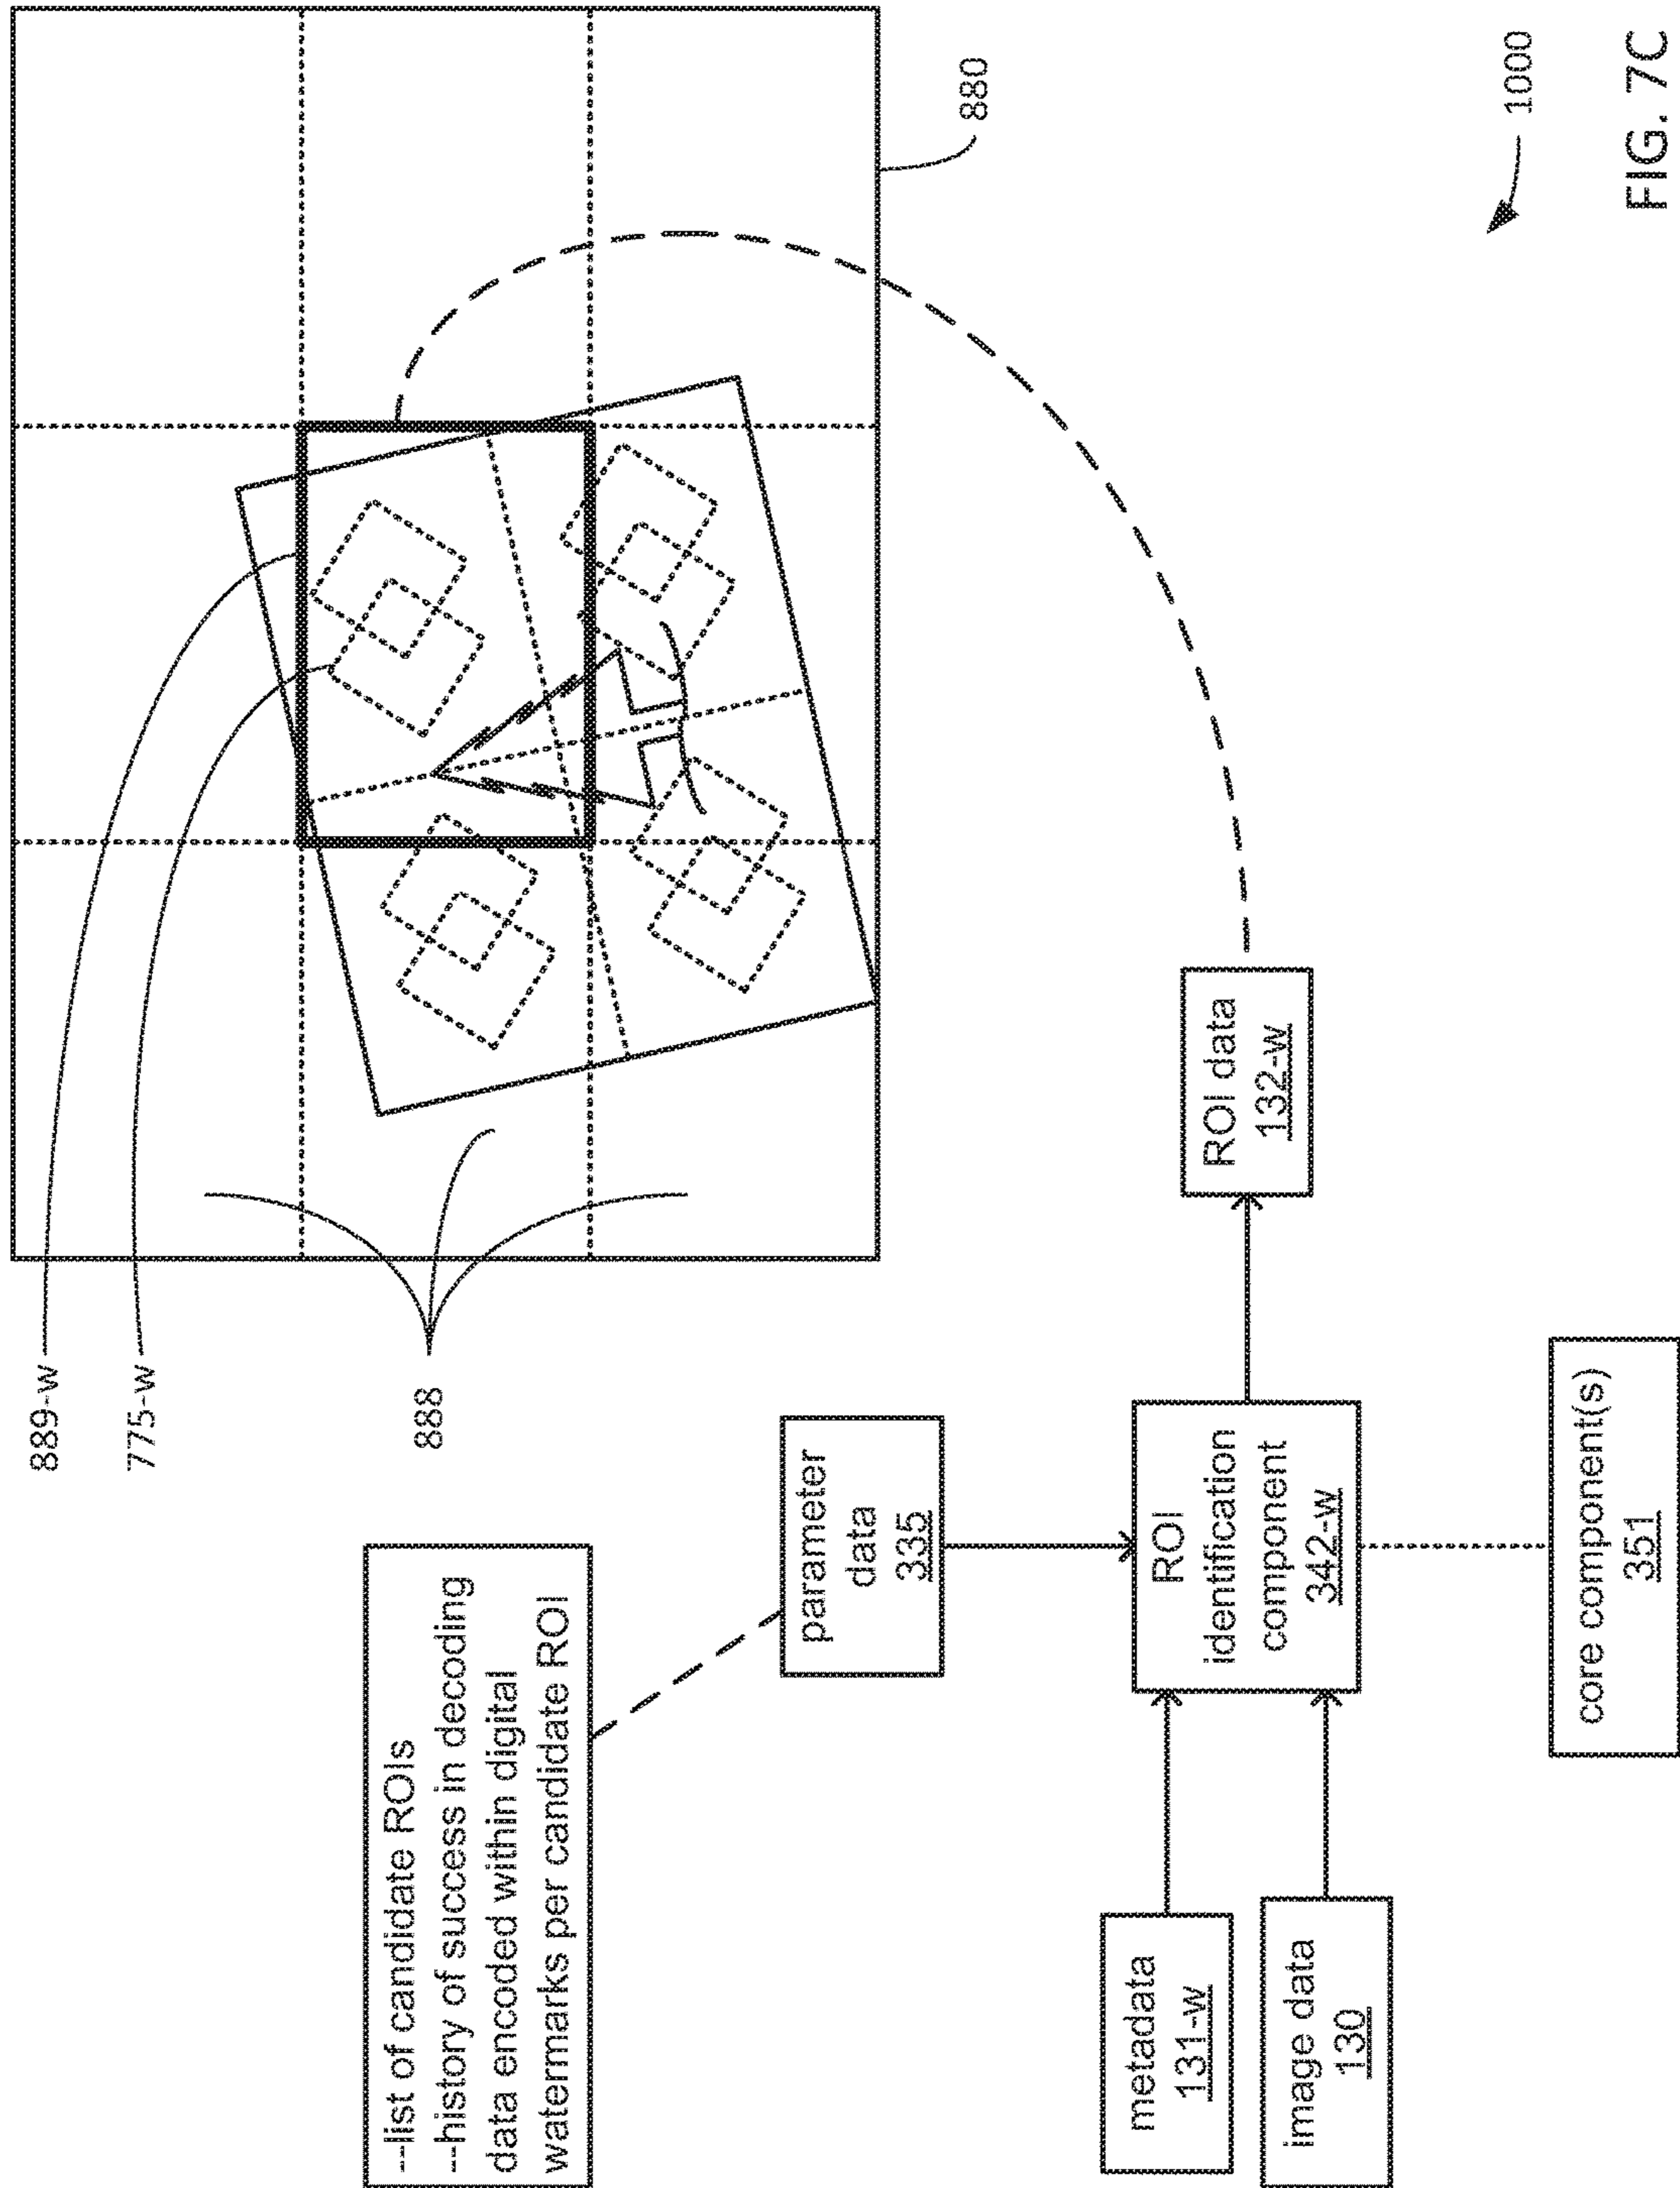 889-w
775-w
888
880
--list of candidate ROIs
--history of success in decoding
data encoded within digital
watermarks per candidate ROI
parameter
data
335
metadata
131-w
image data
130
ROI
identification
component
342-w
ROI data
132-w
core component(s)
351
1000
FIG. 7C